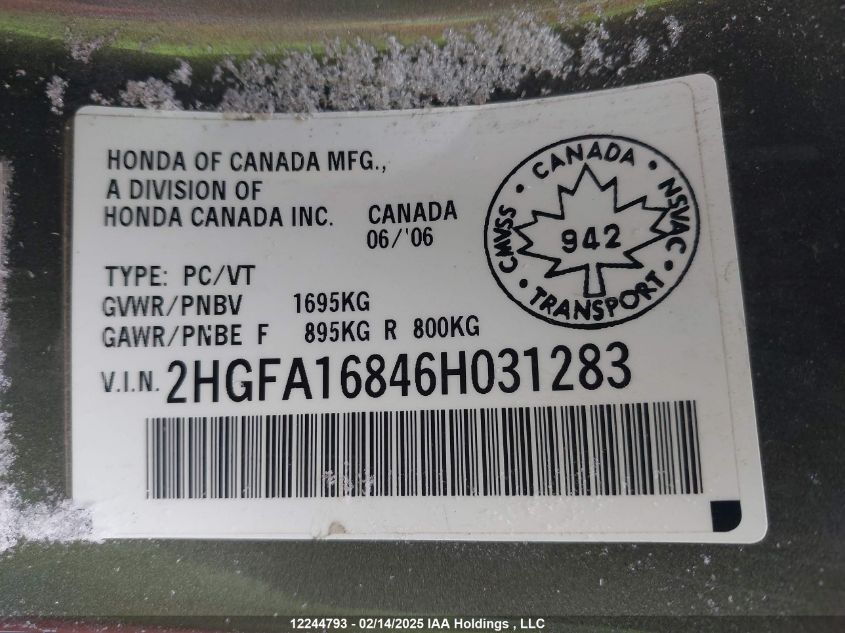 HONDA OF CANADA MFG.,
A DIVISION OF
HONDA CANADA INC. CANADA
06/'06
TYPE: PC/VT
GVWR/PNBV 1695KG
GAWR/PNBE F 895KG R 800KG
V.I.N. 2HGFA16846H031283
• CANADA •
NSVAC
942
CMVSS
• TRANSPORT •
12244793 - 02/14/2025 IAA Holdings , LLC